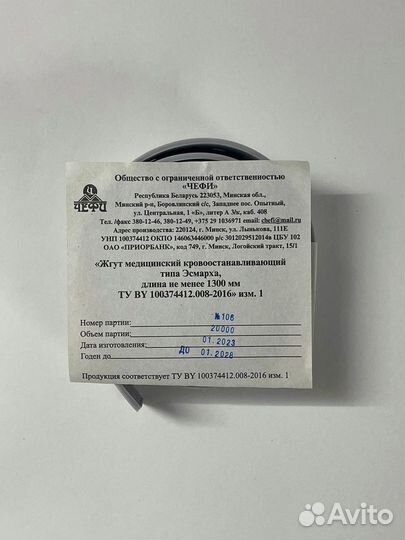 ЧЕФИ
Общество с ограниченной ответственностью
«ЧЕФИ»
Республика Беларусь 223053, Минская обл.,
Минский р-н, Боровлянский с/с, Западнее пос. Опытный,
ул. Центральная, 1 «Б», литер А 3/к, каб. 408
Тел. /факс 380-12-46, 380-12-49, +375 29 1036971 email: chefi@mail.ru
Адрес производства: 220124, г. Минск, ул. Лынькова, 111Е
УНП 100374412 ОКПО 146063446000 р/с 3012029512014в ЦБУ 102
ОАО «ПРИОРБАНК», код 749, г. Минск, Логойский тракт, 15/1
«Жгут медицинский кровоостанавливающий
типа Эсмарха,
длина не менее 1300 мм
ТУ BY 100374412.008-2016» изм. 1
Номер партии: № 106
Объем партии: 20000
Дата изготовления: 01.2023
Годен до ДО 01.2028
Продукция соответствует ТУ BY 100374412.008-2016 изм. 1
Avito